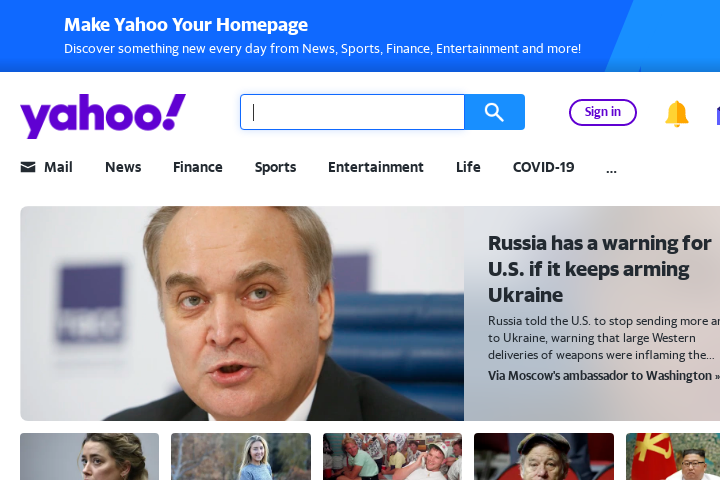 Make Yahoo Your Homepage
Discover something new every day from News, Sports, Finance, Entertainment and more!
yahoo!
Sign in
Mail News Finance Sports Entertainment Life COVID-19 ...
Russia has a warning for
U.S. if it keeps arming
Ukraine
Russia told the U.S. to stop sending more
to Ukraine, warning that large Western
deliveries of weapons were inflaming the...
Via Moscow's ambassador to Washington »